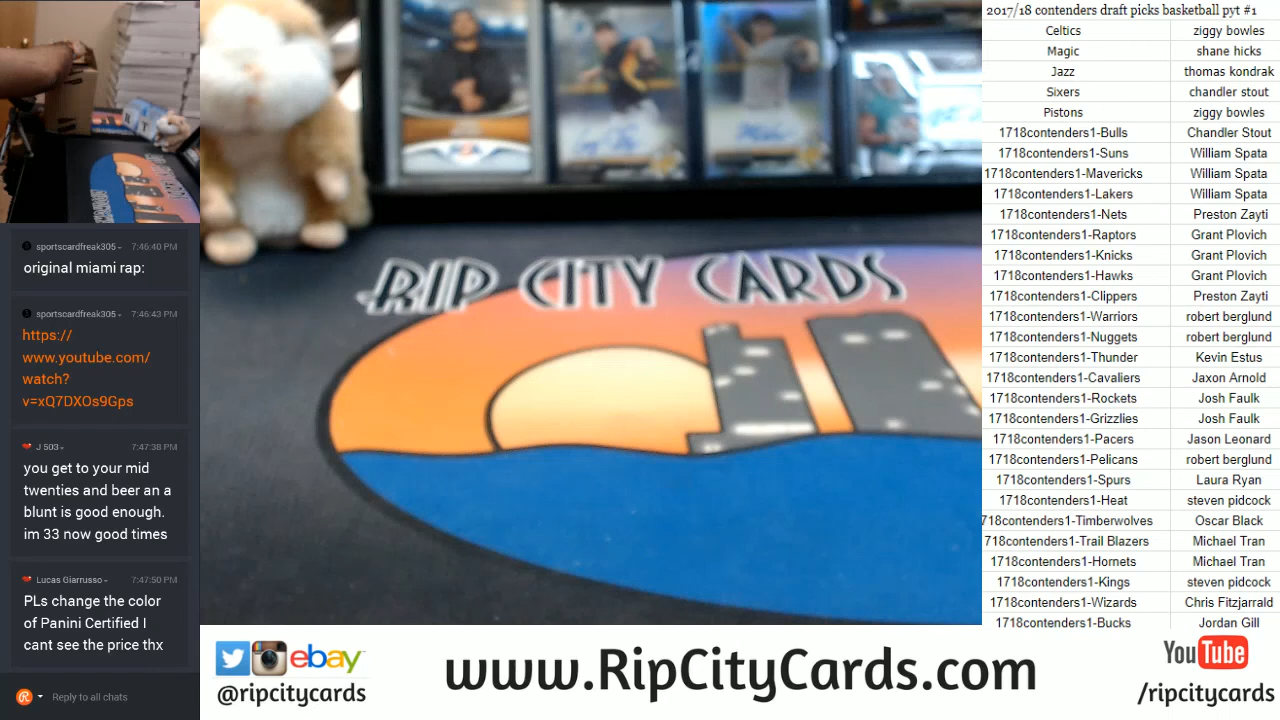 sportscardfreak305 7:46:40 PM
original miami rap:
sportscardfreak305 7:46:43 PM
https://
www.youtube.com/
watch?
v=xQ7DXOs9Gps
J 503 7:47:38 PM
you get to your mid
twenties and beer an a
blunt is good enough.
im 33 now good times
Lucas Giarrusso 7:47:50 PM
PLs change the color
of Panini Certified I
cant see the price thx
Reply to all chats
RIP CITY CARDS
2017/18 contenders draft picks basketball pyt #1
Celtics ziggy bowles
Magic shane hicks
Jazz thomas kondrak
Sixers chandler stout
Pistons ziggy bowles
1718contenders1-Bulls Chandler Stout
1718contenders1-Suns William Spata
1718contenders1-Mavericks William Spata
1718contenders1-Lakers William Spata
1718contenders1-Nets Preston Zayti
1718contenders1-Raptors Grant Plovich
1718contenders1-Knicks Grant Plovich
1718contenders1-Hawks Grant Plovich
1718contenders1-Clippers Preston Zayti
1718contenders1-Warriors robert berglund
1718contenders1-Nuggets robert berglund
1718contenders1-Thunder Kevin Estus
1718contenders1-Cavaliers Jaxon Arnold
1718contenders1-Rockets Josh Faulk
1718contenders1-Grizzlies Josh Faulk
1718contenders1-Pacers Jason Leonard
1718contenders1-Pelicans robert berglund
1718contenders1-Spurs Laura Ryan
1718contenders1-Heat steven pidcock
718contenders1-Timberwolves Oscar Black
718contenders1-Trail Blazers Michael Tran
1718contenders1-Hornets Michael Tran
1718contenders1-Kings steven pidcock
1718contenders1-Wizards Chris Fitzjarrald
1718contenders1-Bucks Jordan Gill
ebay
@ripcitycards
www.RipCityCards.com
YouTube
/ripcitycards